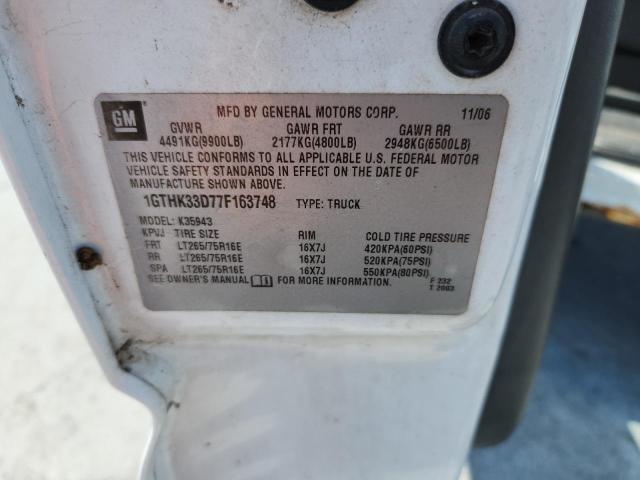 GM
MFD BY GENERAL MOTORS CORP. 11/06
GVWR GAWR FRT GAWR RR
4491KG(9900LB) 2177KG(4800LB) 2948KG(6500LB)
THIS VEHICLE CONFORMS TO ALL APPLICABLE U.S. FEDERAL MOTOR
VEHICLE SAFETY STANDARDS IN EFFECT ON THE DATE OF
MANUFACTURE SHOWN ABOVE.
1GTHK33D77F163748 TYPE: TRUCK
MODEL: K35943
KPVJ TIRE SIZE RIM COLD TIRE PRESSURE
FRT LT265/75R16E 16X7J 420KPA(60PSI)
RR LT265/75R16E 16X7J 520KPA(75PSI)
SPA LT265/75R16E 16X7J 550KPA(80PSI)
SEE OWNER'S MANUAL FOR MORE INFORMATION.
F 232
T 2003